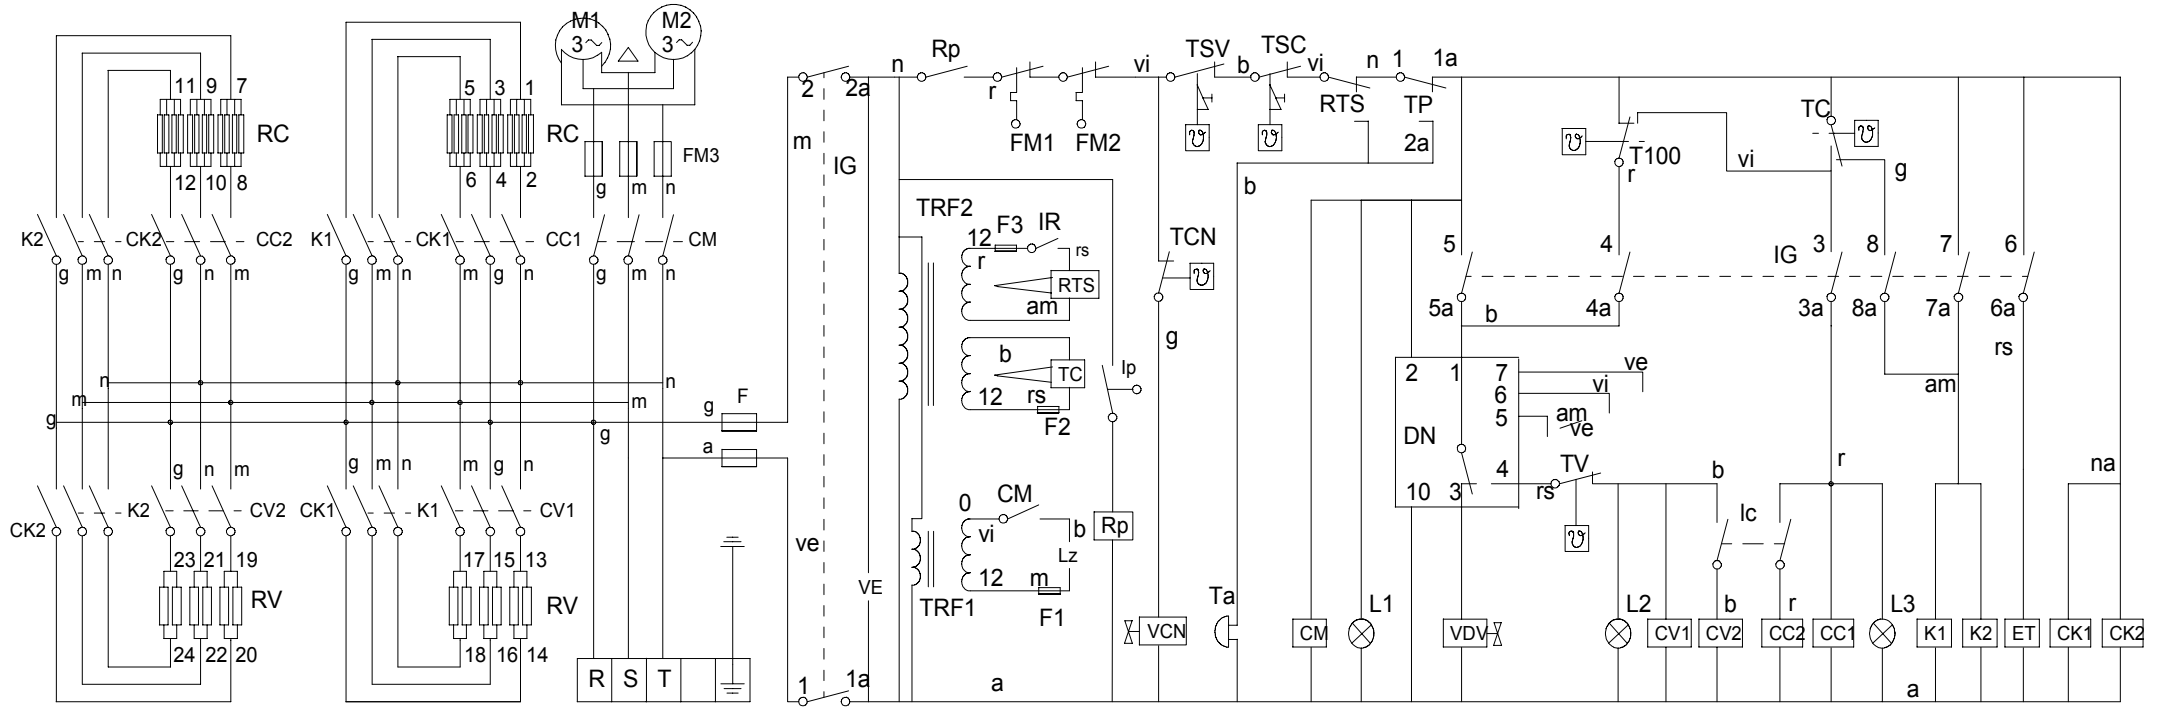 M1 M2
3 3
11 9 7
RC
12 10 8
5 3 1
RC
6 4 2
FM3
g m n
K2 CK2 CC2
K1 CK1 CC1 CM
g m n g n m
g m n m g n
g m n
n n
m m
g g
g F
a
g n m
g m n m g n
CK2 K2 CV2
CK1 K1 CV1
23 21 19
RV
24 22 20
17 15 13
RV
18 16 14
R S T
2 2a
m
IG
n
Rp
r
FM1 FM2
vi
TSV
b
TSC
vi
RTS
n
1 1a
TP
2a
b
TRF2
12 F3 IR
r rs
RTS
am
b
TC
12 rs
F2
Ip
TCN
g
0 CM
vi b
Lz
12 m
F1
TRF1
Rp
ve
VE
1 1a
a
VCN
Ta
CM
L1
VDV
T100
r
vi
TC
g
5 4 IG 3 8 7 6
5a 4a 3a 8a 7a 6a
b
rs
am
2 1 7 ve
6 vi
5 am
ve
DN
4
10 3
rs
TV
b
Ic
r
na
b r
L2 CV1 CV2 CC2 CC1 L3 K1 K2 ET CK1 CK2
a